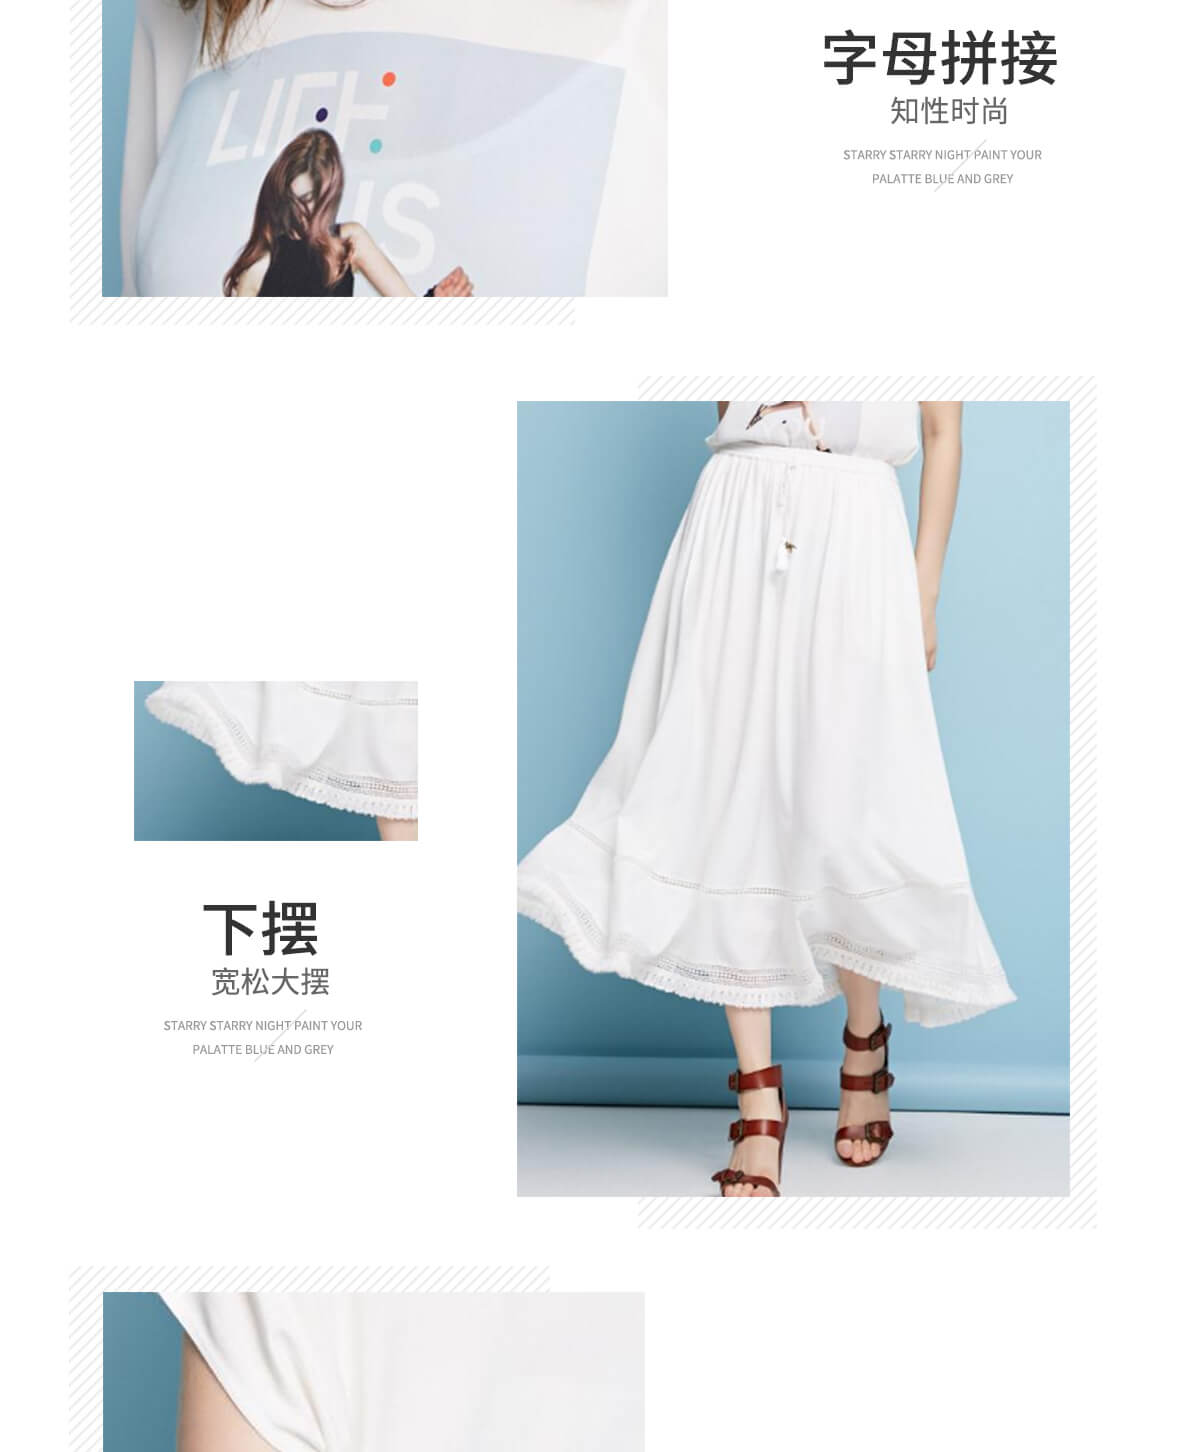 字母拼接
知性时尚
STARRY STARRY NIGHT PAINT YOUR
PALATTE BLUE AND GREY
LIFE
IS
下摆
宽松大摆
STARRY STARRY NIGHT PAINT YOUR
PALATTE BLUE AND GREY